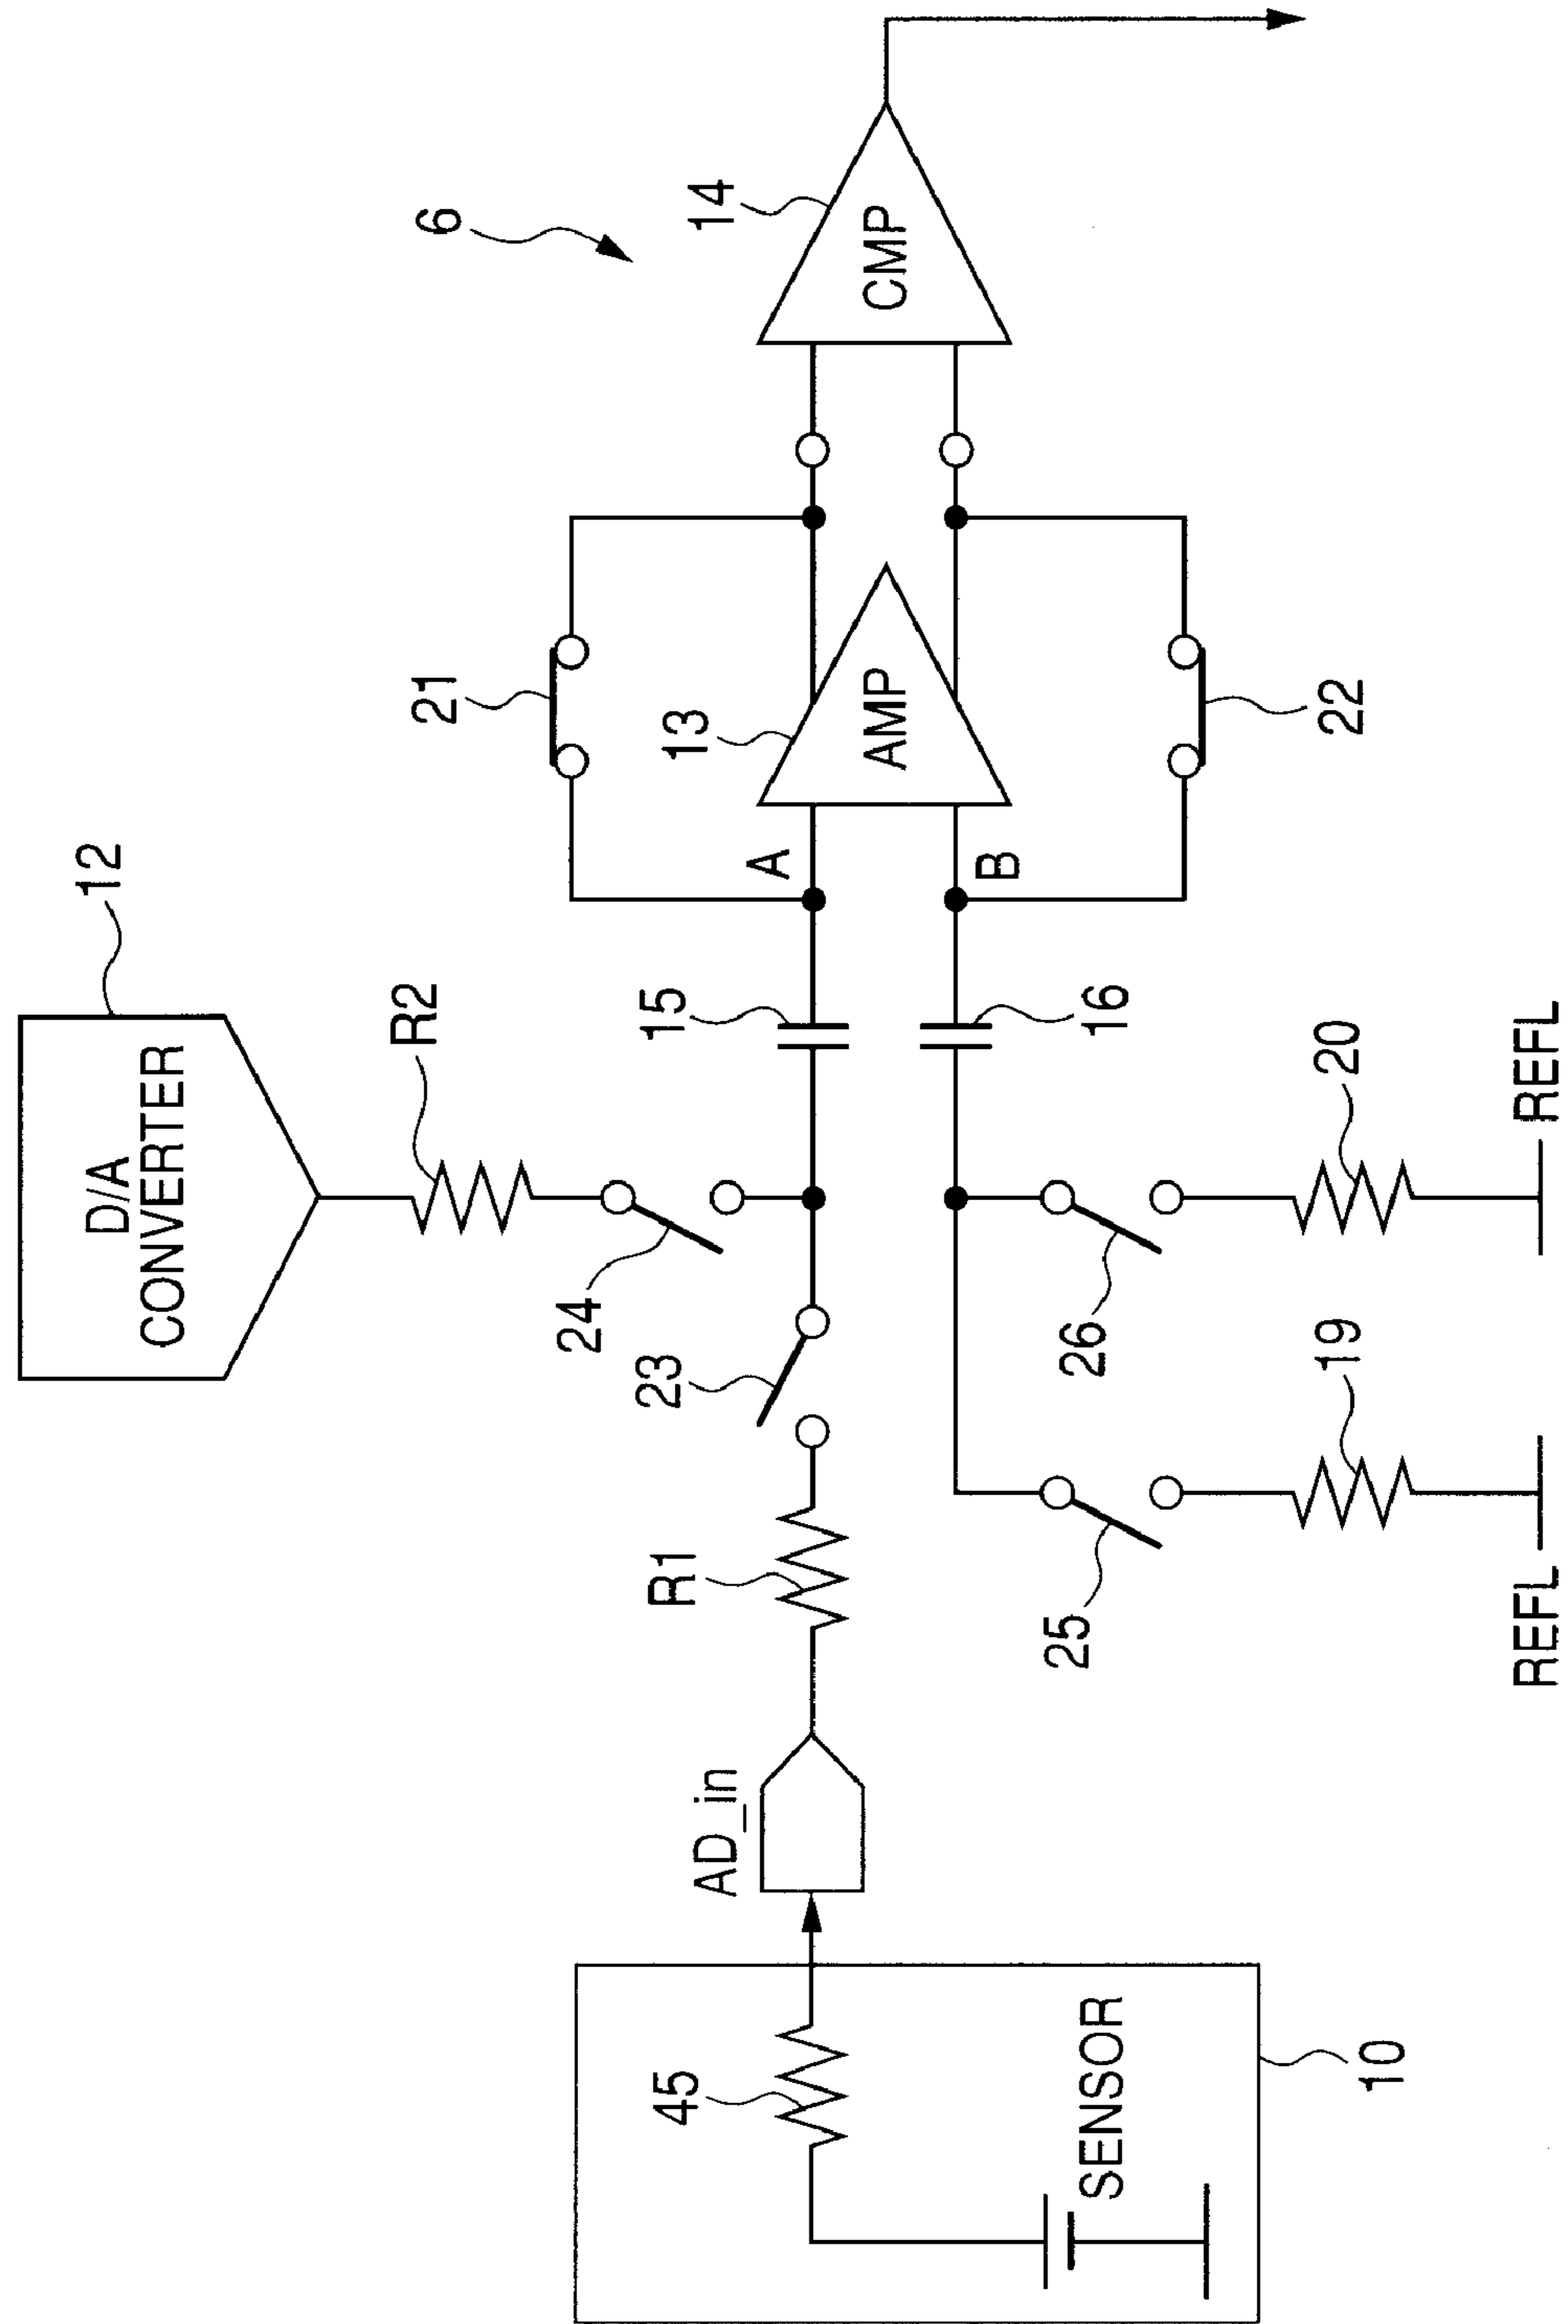 12
D/A
CONVERTER
R2
6
21
14
24
23
15
13
A
AMP
CMP
B
R1
AD_in
45
SENSOR
10
25
26
16
22
19
20
REFL
REFL